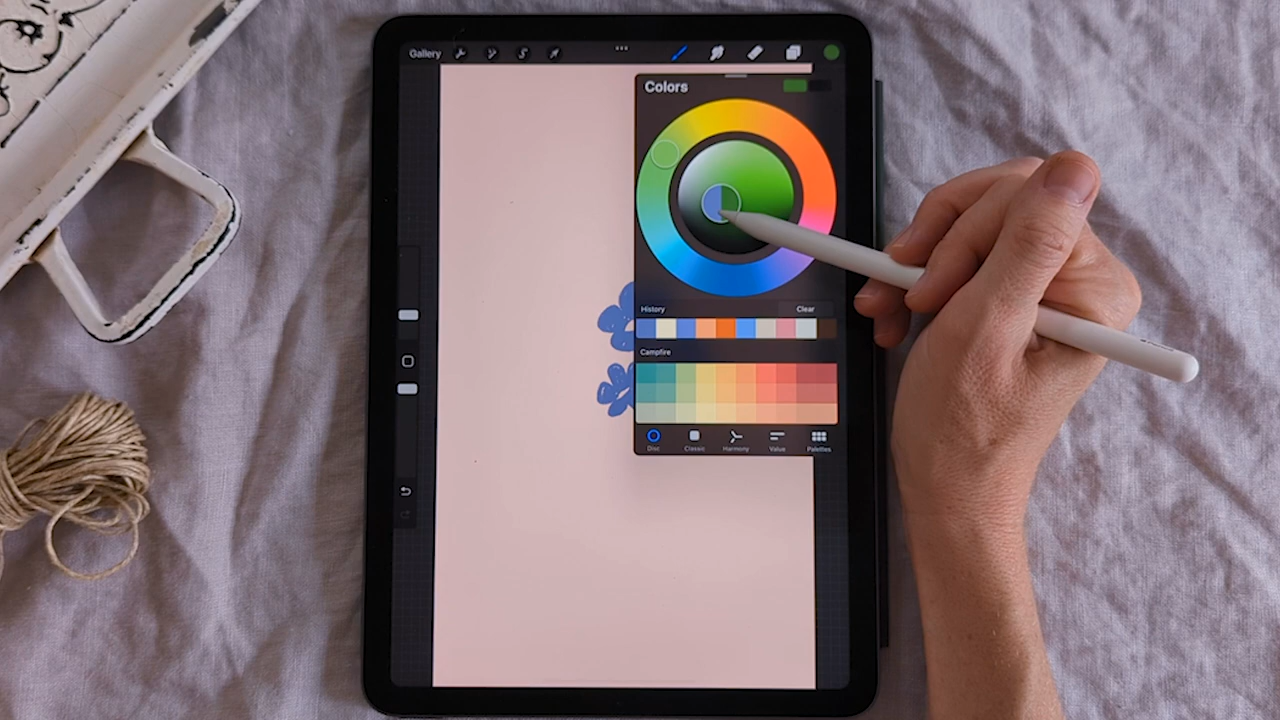 Gallery
Colors
History Clear
Campfire
Disc Classic Harmony Value Palettes